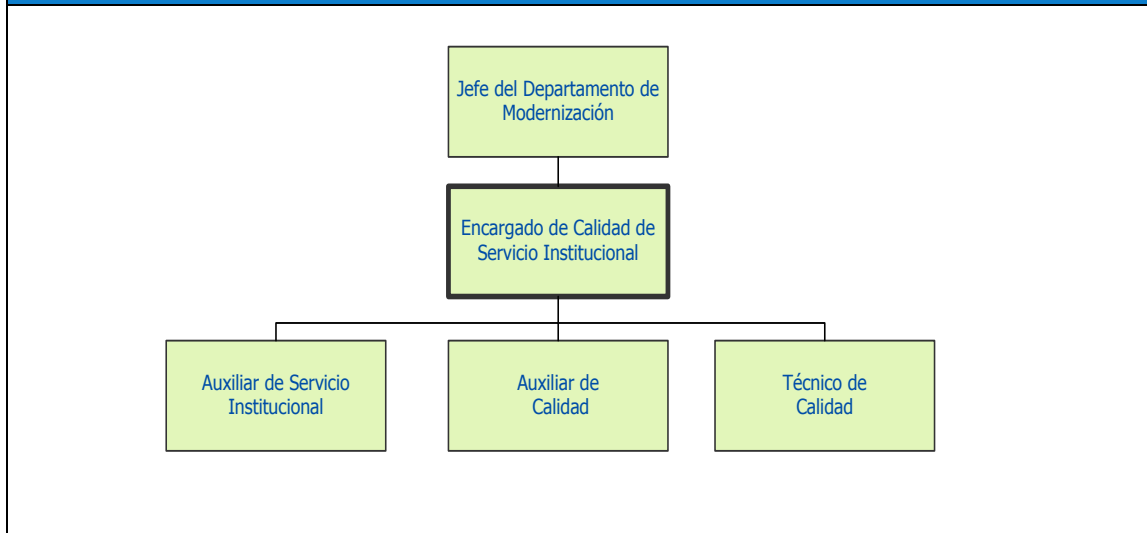 Jefe del Departamento de
Modernización
Encargado de Calidad de
Servicio Institucional
Auxiliar de Servicio
Institucional
Auxiliar de
Calidad
Técnico de
Calidad